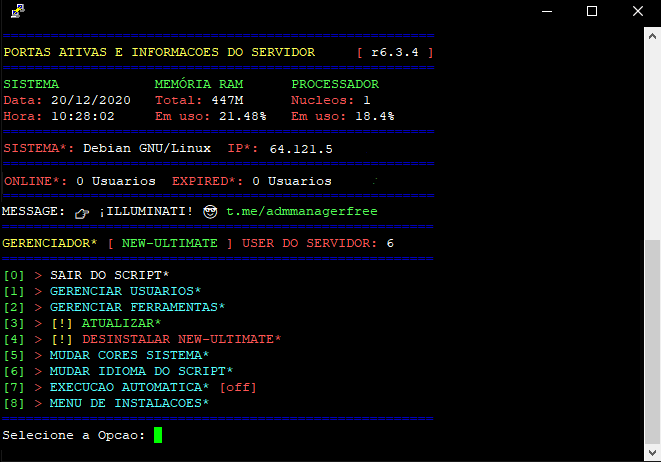 PORTAS ATIVAS E INFORMACOES DO SERVIDOR [ r6.3.4 ]
SISTEMA MEMÓRIA RAM PROCESSADOR
Data: 20/12/2020 Total: 447M Nucleos: 1
Hora: 10:28:02 Em uso: 21.48% Em uso: 18.4%
SISTEMA*: Debian GNU/Linux IP*: 64.121.5
ONLINE*: 0 Usuarios EXPIRED*: 0 Usuarios
MESSAGE: 👉 ¡ILLUMINATI! 😎 t.me/admmanagerfree
GERENCIADOR* [ NEW-ULTIMATE ] USER DO SERVIDOR: 6
[0] > SAIR DO SCRIPT*
[1] > GERENCIAR USUARIOS*
[2] > GERENCIAR FERRAMENTAS*
[3] > [!] ATUALIZAR*
[4] > [!] DESINSTALAR NEW-ULTIMATE*
[5] > MUDAR CORES SISTEMA*
[6] > MUDAR IDIOMA DO SCRIPT*
[7] > EXECUCAO AUTOMATICA* [off]
[8] > MENU DE INSTALACOES*
Selecione a Opcao: